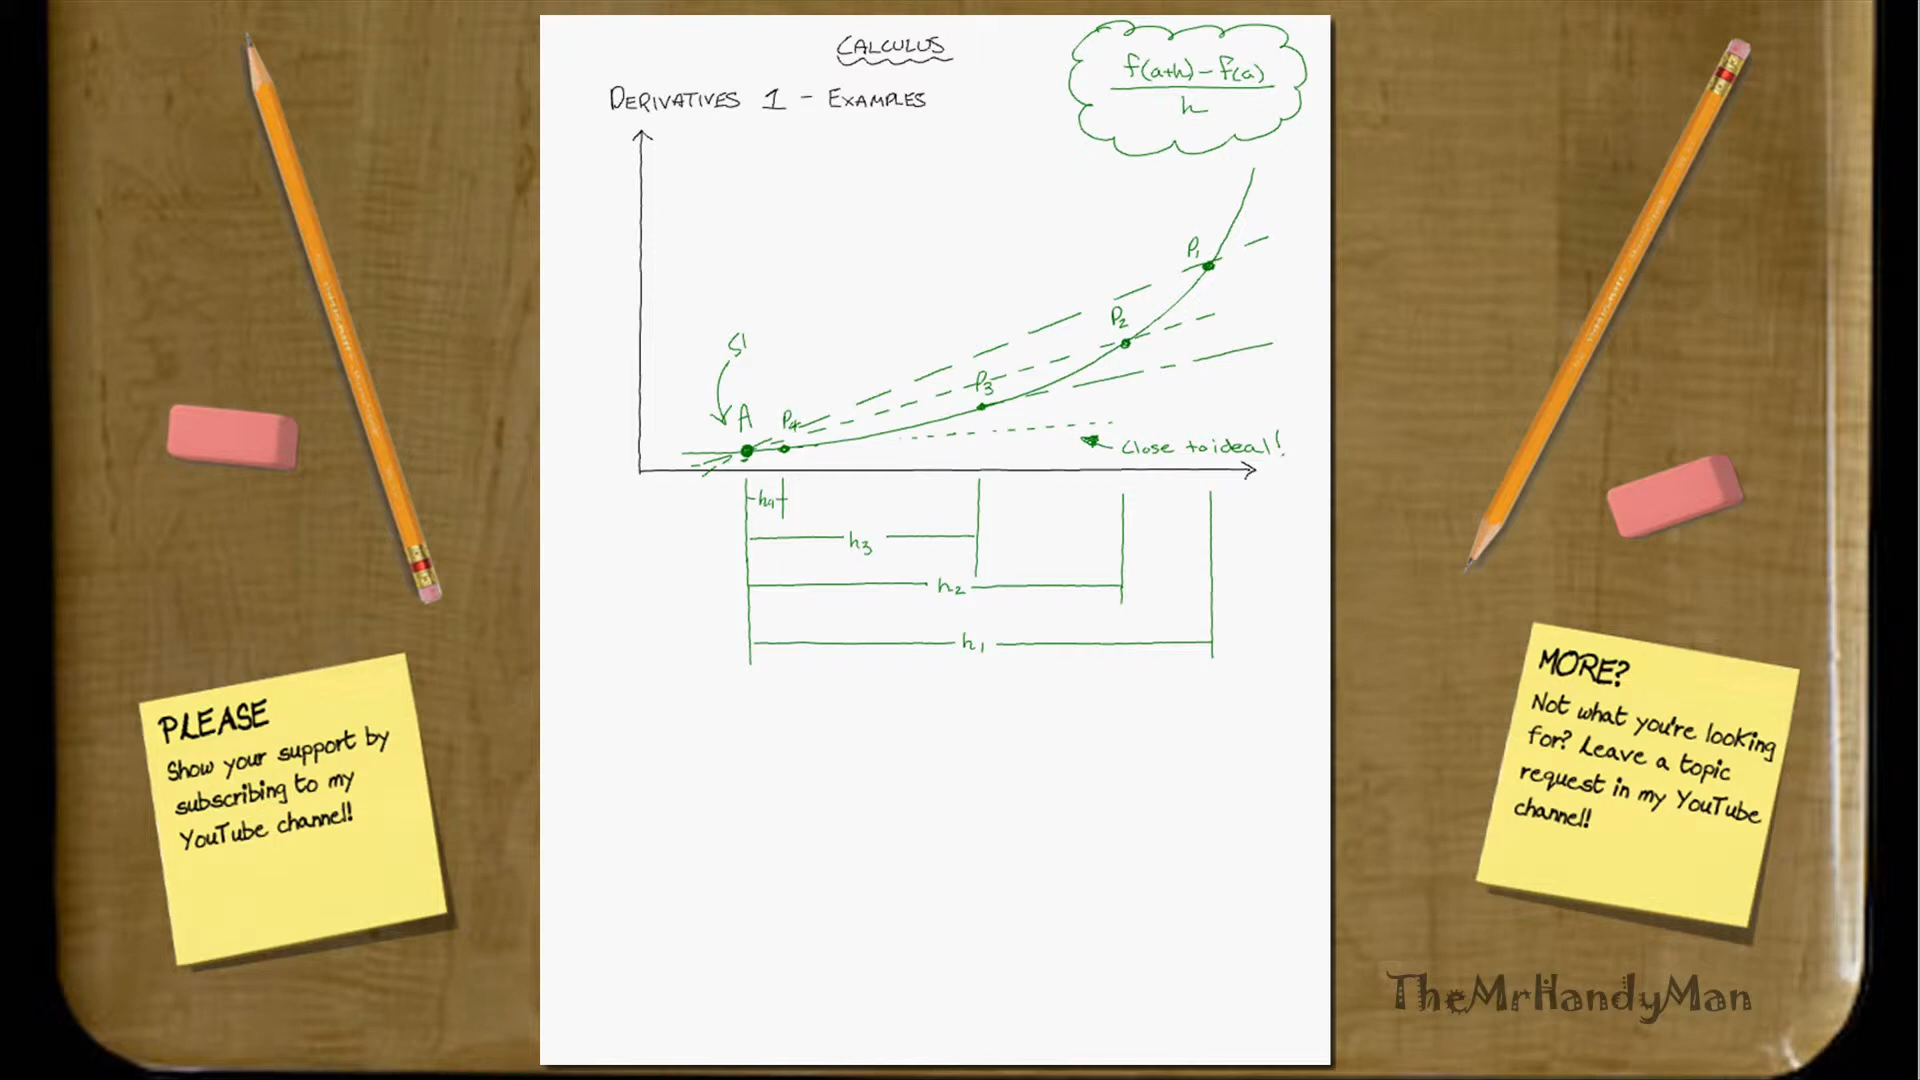 CALCULUS
DERIVATIVES 1 - EXAMPLES
f(a+h) - f(a)
h
P1
P2
P3
A
P4
Close to ideal!
h4
h3
h2
h1
PLEASE
Show your support by
subscribing to my
YouTube channel!
MORE?
Not what you're looking
for? Leave a topic
request in my YouTube
channel!
TheMrHandyMan